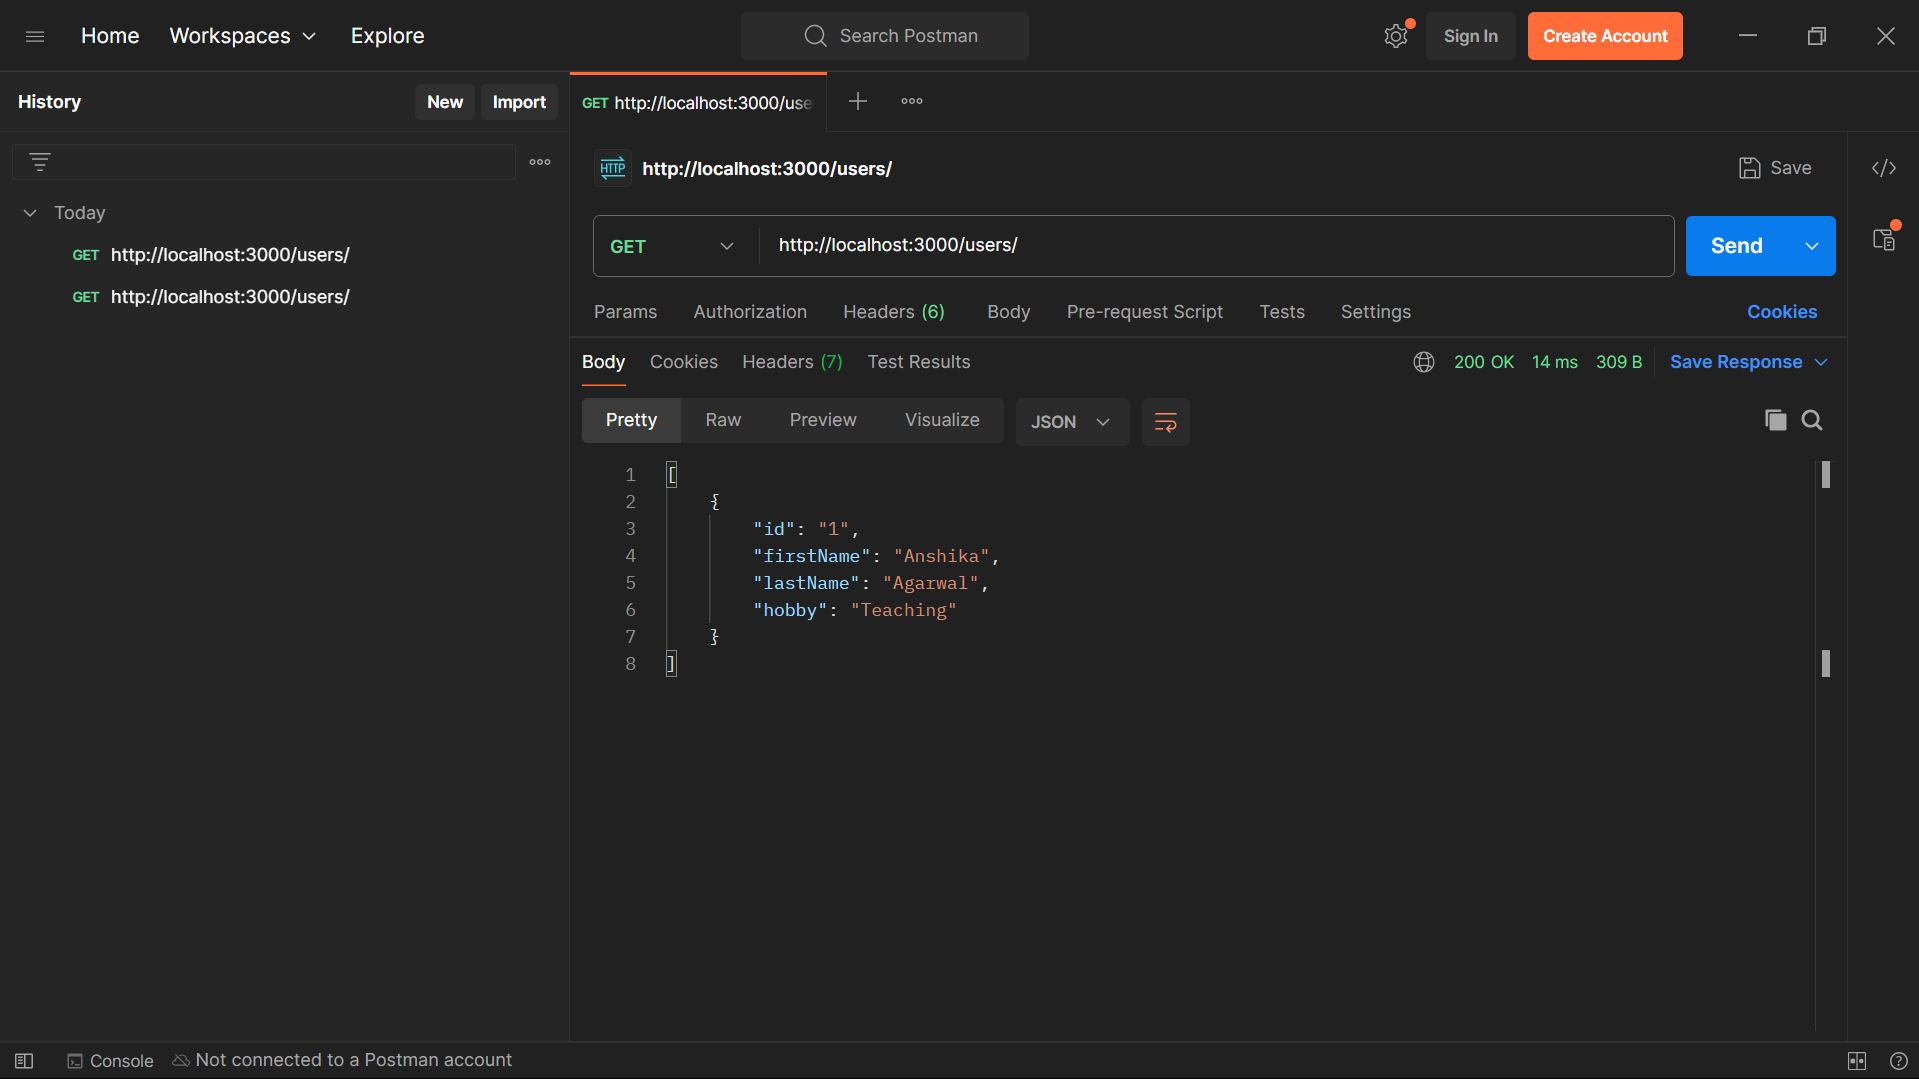 Home Workspaces Explore Search Postman Sign In Create Account
History New Import
Today
GET http://localhost:3000/users/
GET http://localhost:3000/users/
GET http://localhost:3000/use
HTTP http://localhost:3000/users/ Save
GET http://localhost:3000/users/ Send
Params Authorization Headers (6) Body Pre-request Script Tests Settings Cookies
Body Cookies Headers (7) Test Results 200 OK 14 ms 309 B Save Response
Pretty Raw Preview Visualize JSON
1 [
2 {
3 "id": "1",
4 "firstName": "Anshika",
5 "lastName": "Agarwal",
6 "hobby": "Teaching"
7 }
8 ]
Console Not connected to a Postman account